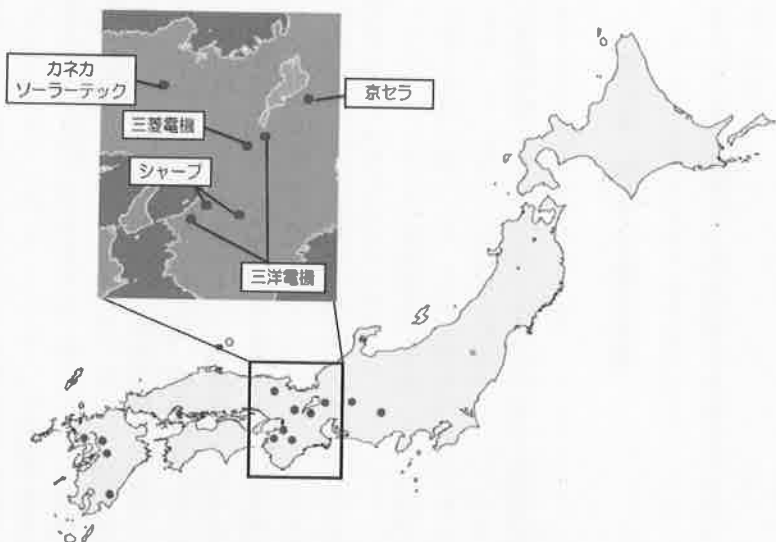 カネカ
ソーラーテック
京セラ
三菱電機
シャープ
三洋電機